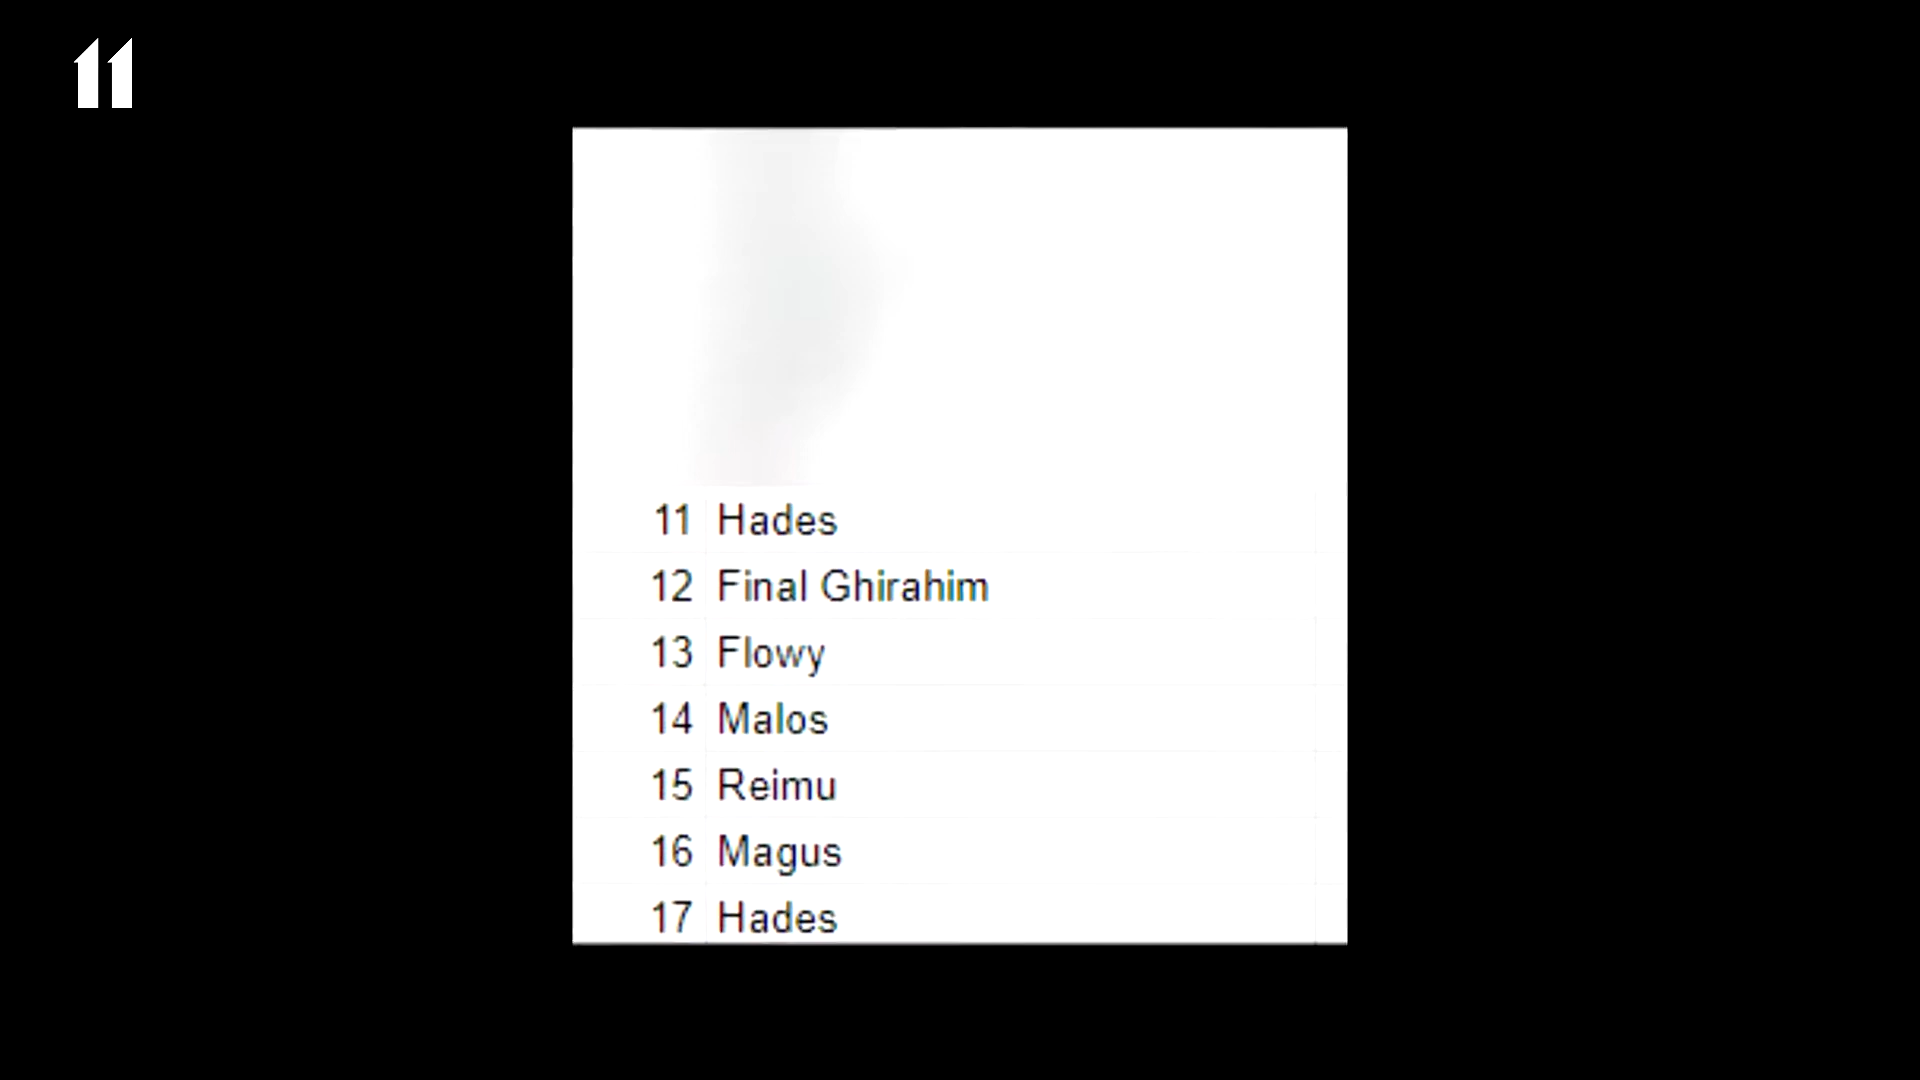 11
11 Hades
12 Final Ghirahim
13 Flowy
14 Malos
15 Reimu
16 Magus
17 Hades